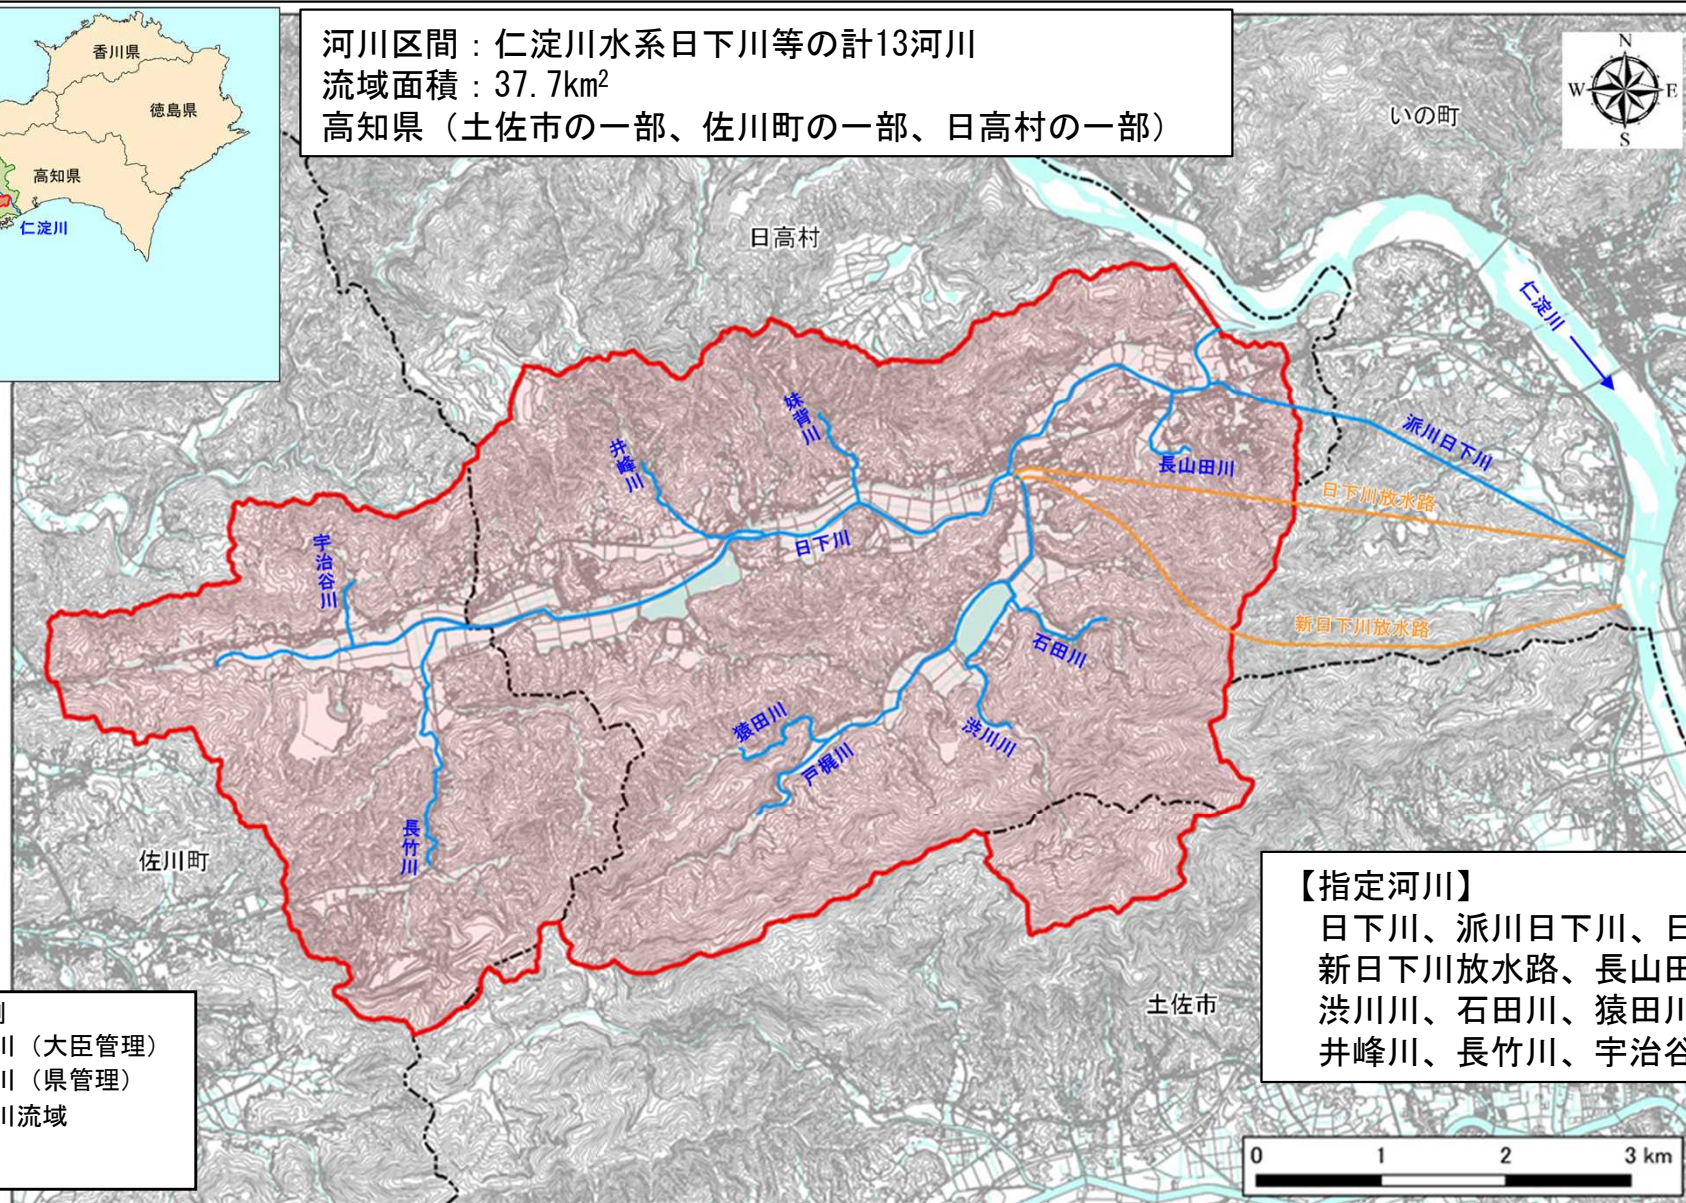 河川区間：仁淀川水系日下川等の計13河川
流域面積：37.7km²
高知県（土佐市の一部、佐川町の一部、日高村の一部）
香川県
徳島県
高知県
仁淀川
N
W
E
S
いの町
日高村
仁淀川
派川日下川
日下川放水路
新日下川放水路
長山田川
妹背川
井峰川
日下川
宇治谷川
石田川
渋川川
猿田川
戸梶川
長竹川
佐川町
土佐市
【指定河川】
日下川、派川日下川、日
新日下川放水路、長山田
渋川川、石田川、猿田川
井峰川、長竹川、宇治谷
川（大臣管理）
川（県管理）
川流域
0 1 2 3 km